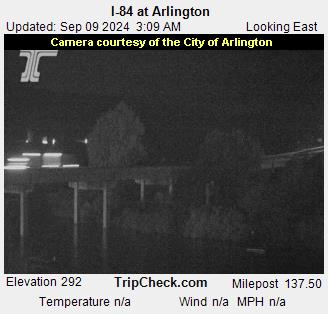 I-84 at Arlington
Updated: Sep 09 2024 3:09 AM Looking East
Camera courtesy of the City of Arlington
Elevation 292 TripCheck.com Milepost 137.50
Temperature n/a Wind n/a MPH n/a